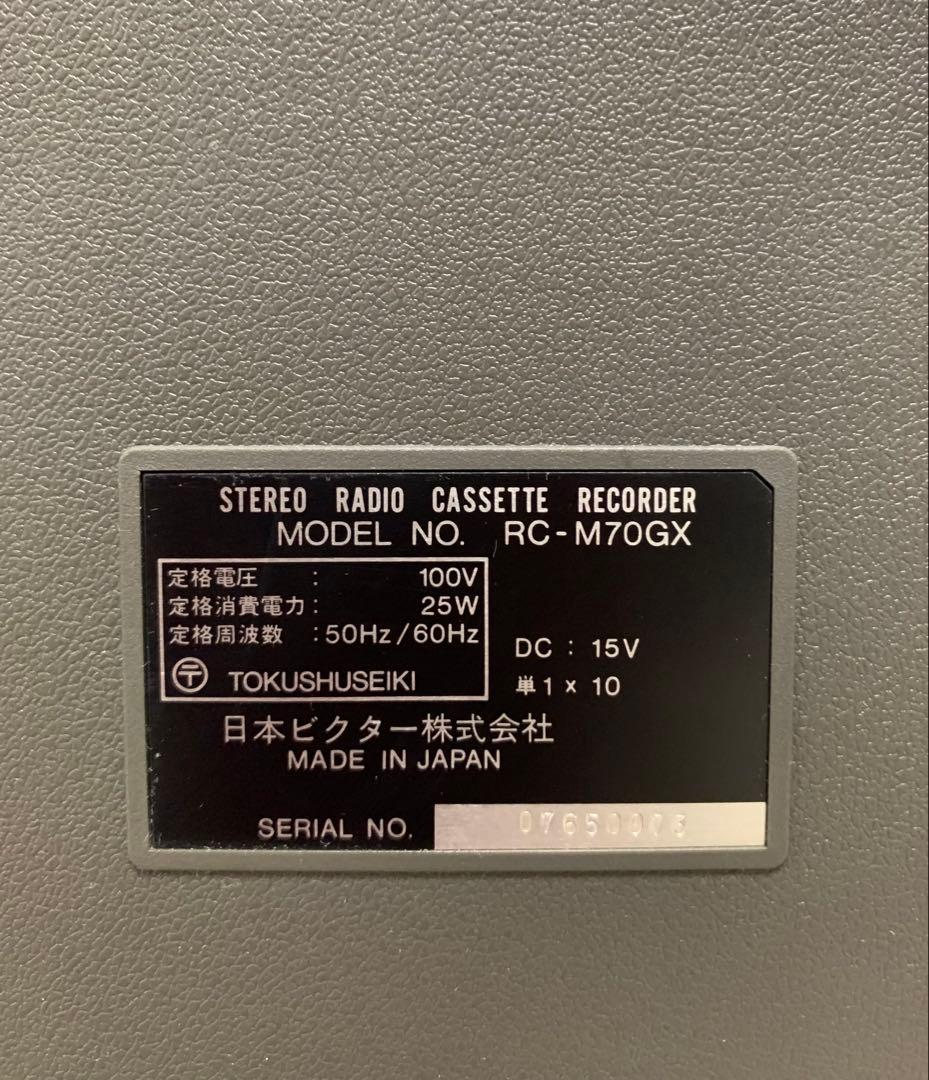 STEREO RADIO CASSETTE RECORDER
MODEL NO. RC-M70GX
定格電圧 : 100V
定格消費電力 : 25W
定格周波数 : 50Hz/60Hz
〶 TOKUSHUSEIKI
DC : 15V
単1 x 10
日本ビクター株式会社
MADE IN JAPAN
SERIAL NO. 07650073